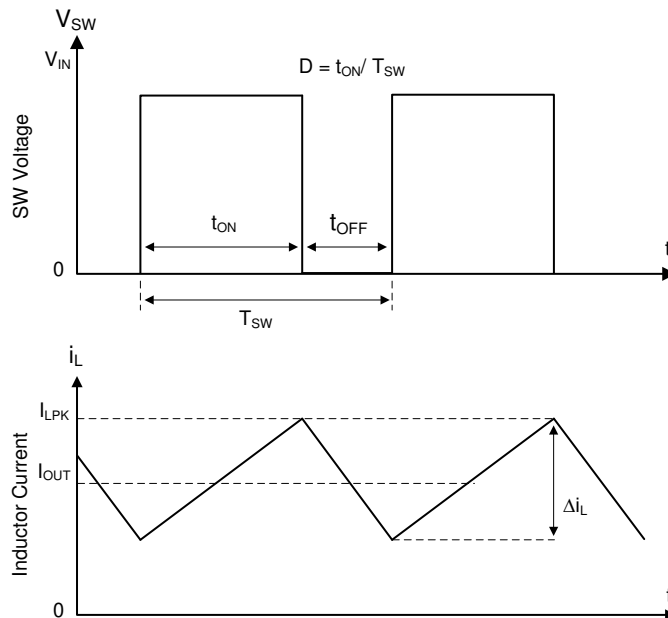 V_SW
V_IN
D = t_ON/ T_SW
SW Voltage
t_ON
t_OFF
0
t
T_SW
i_L
I_LPK
I_OUT
Inductor Current
Δi_L
0
t